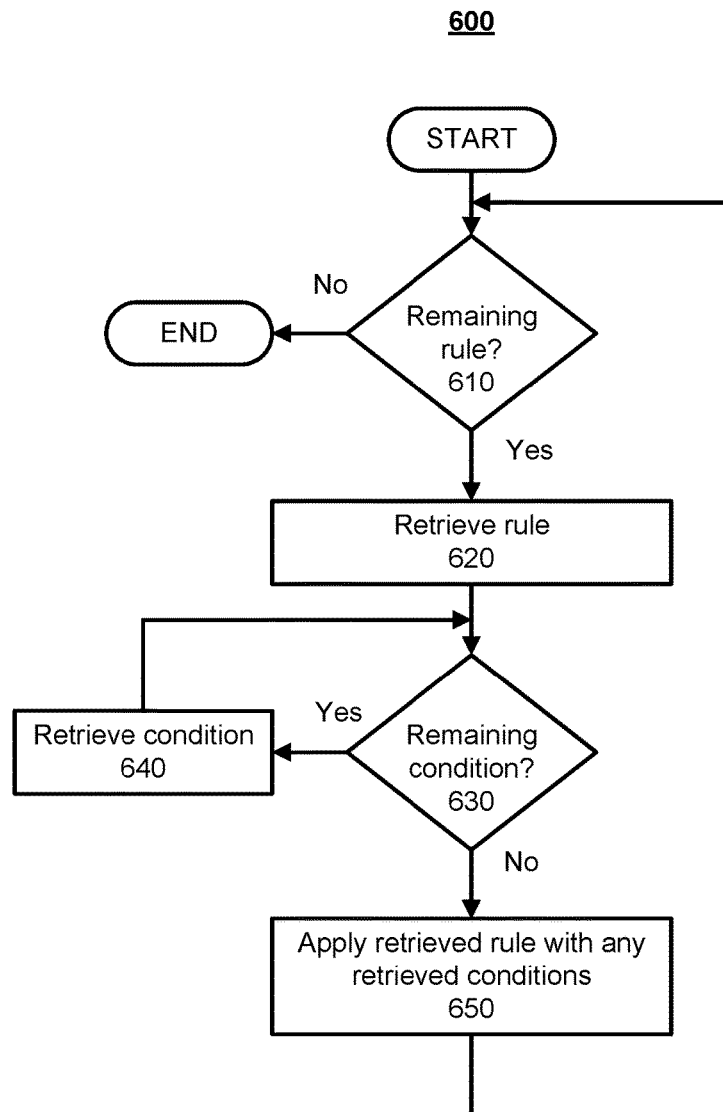 600
START
No
END
Remaining
rule?
610
Yes
Retrieve rule
620
Yes
Retrieve condition
640
Remaining
condition?
630
No
Apply retrieved rule with any
retrieved conditions
650